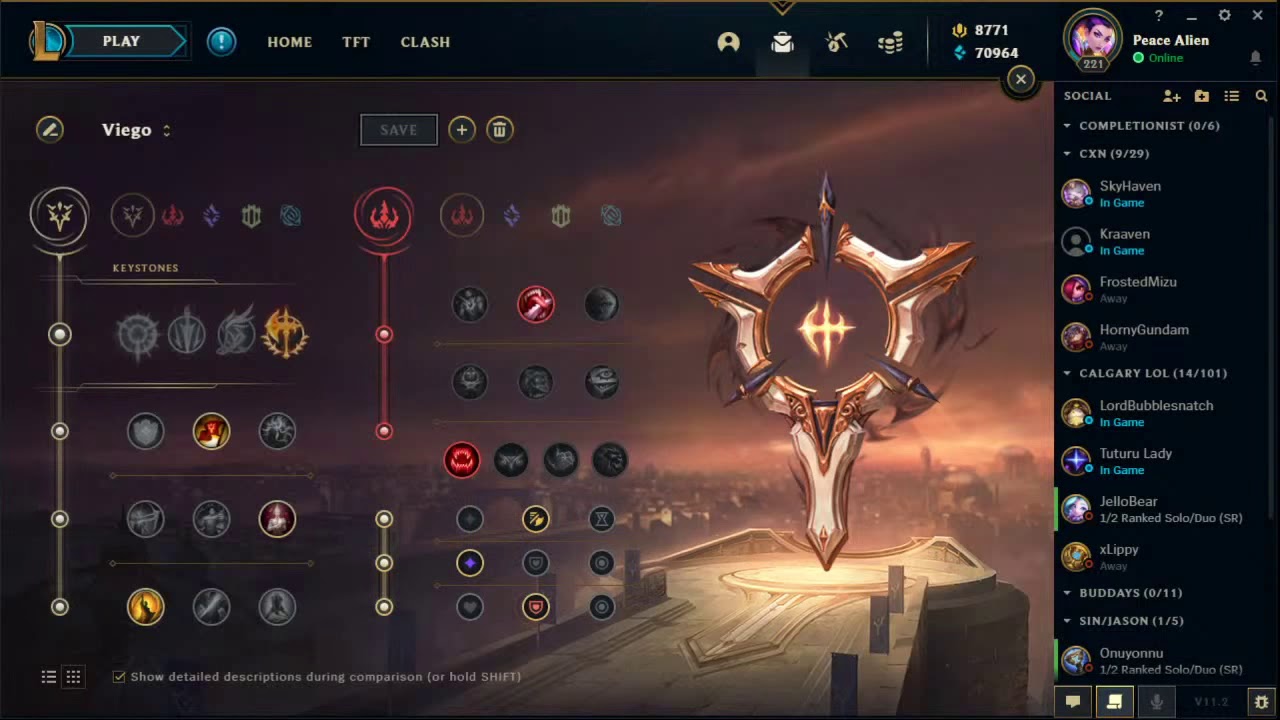 PLAY
HOME
TFT
CLASH
8771
70964
?
221
Peace Alien
Online
Viego
SAVE
SOCIAL
KEYSTONES
COMPLETIONIST (0/6)
CXN (9/29)
SkyHaven
In Game
Kraaven
In Game
FrostedMizu
Away
HornyGundam
Away
CALGARY LOL (14/101)
LordBubblesnatch
In Game
Tuturu Lady
In Game
JelloBear
1/2 Ranked Solo/Duo (SR)
xLippy
Away
BUDDAYS (0/11)
SIN/JASON (1/5)
Onuyonnu
1/2 Ranked Solo/Duo (SR)
Show detailed descriptions during comparison (or hold SHIFT)
V11.2